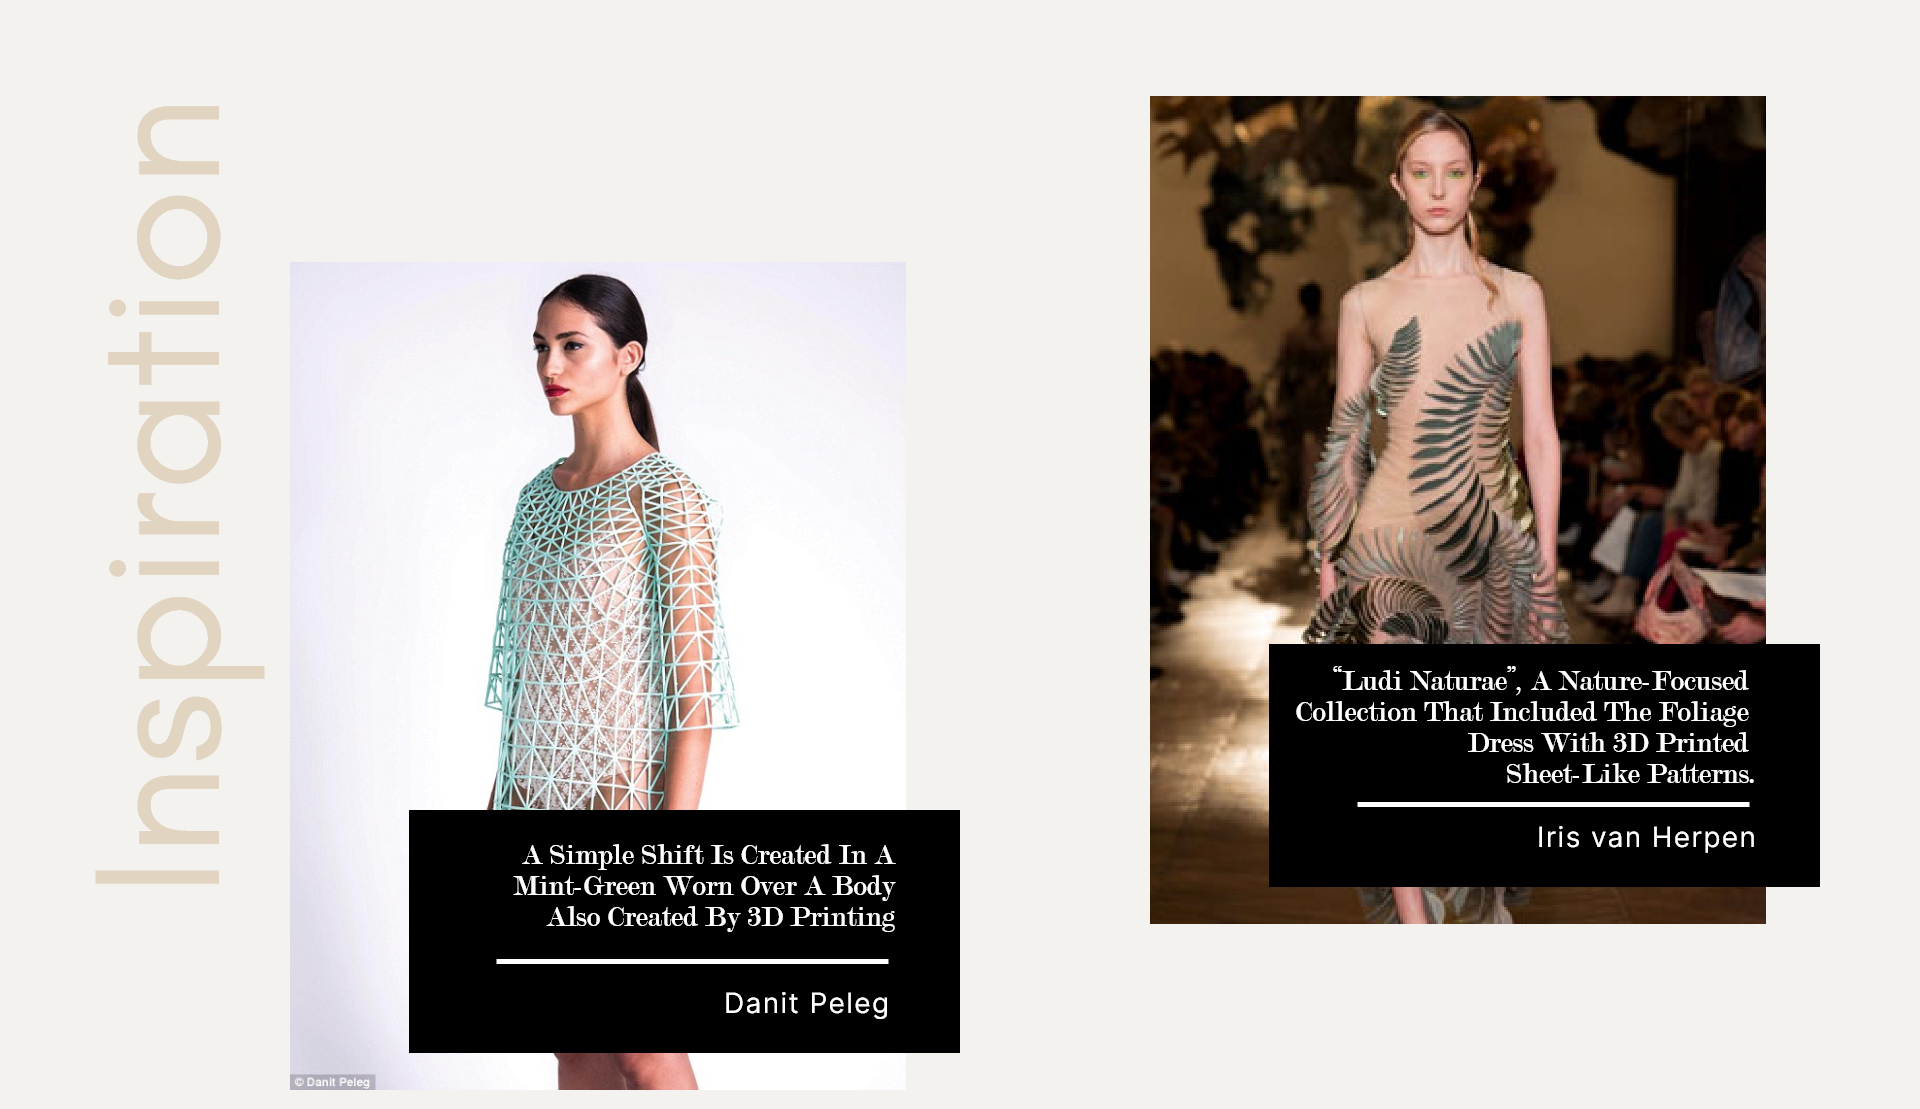 Inspiration
A Simple Shift Is Created In A
Mint-Green Worn Over A Body
Also Created By 3D Printing
Danit Peleg
© Danit Peleg
“Ludi Naturae”, A Nature-Focused
Collection That Included The Foliage
Dress With 3D Printed
Sheet-Like Patterns.
Iris van Herpen